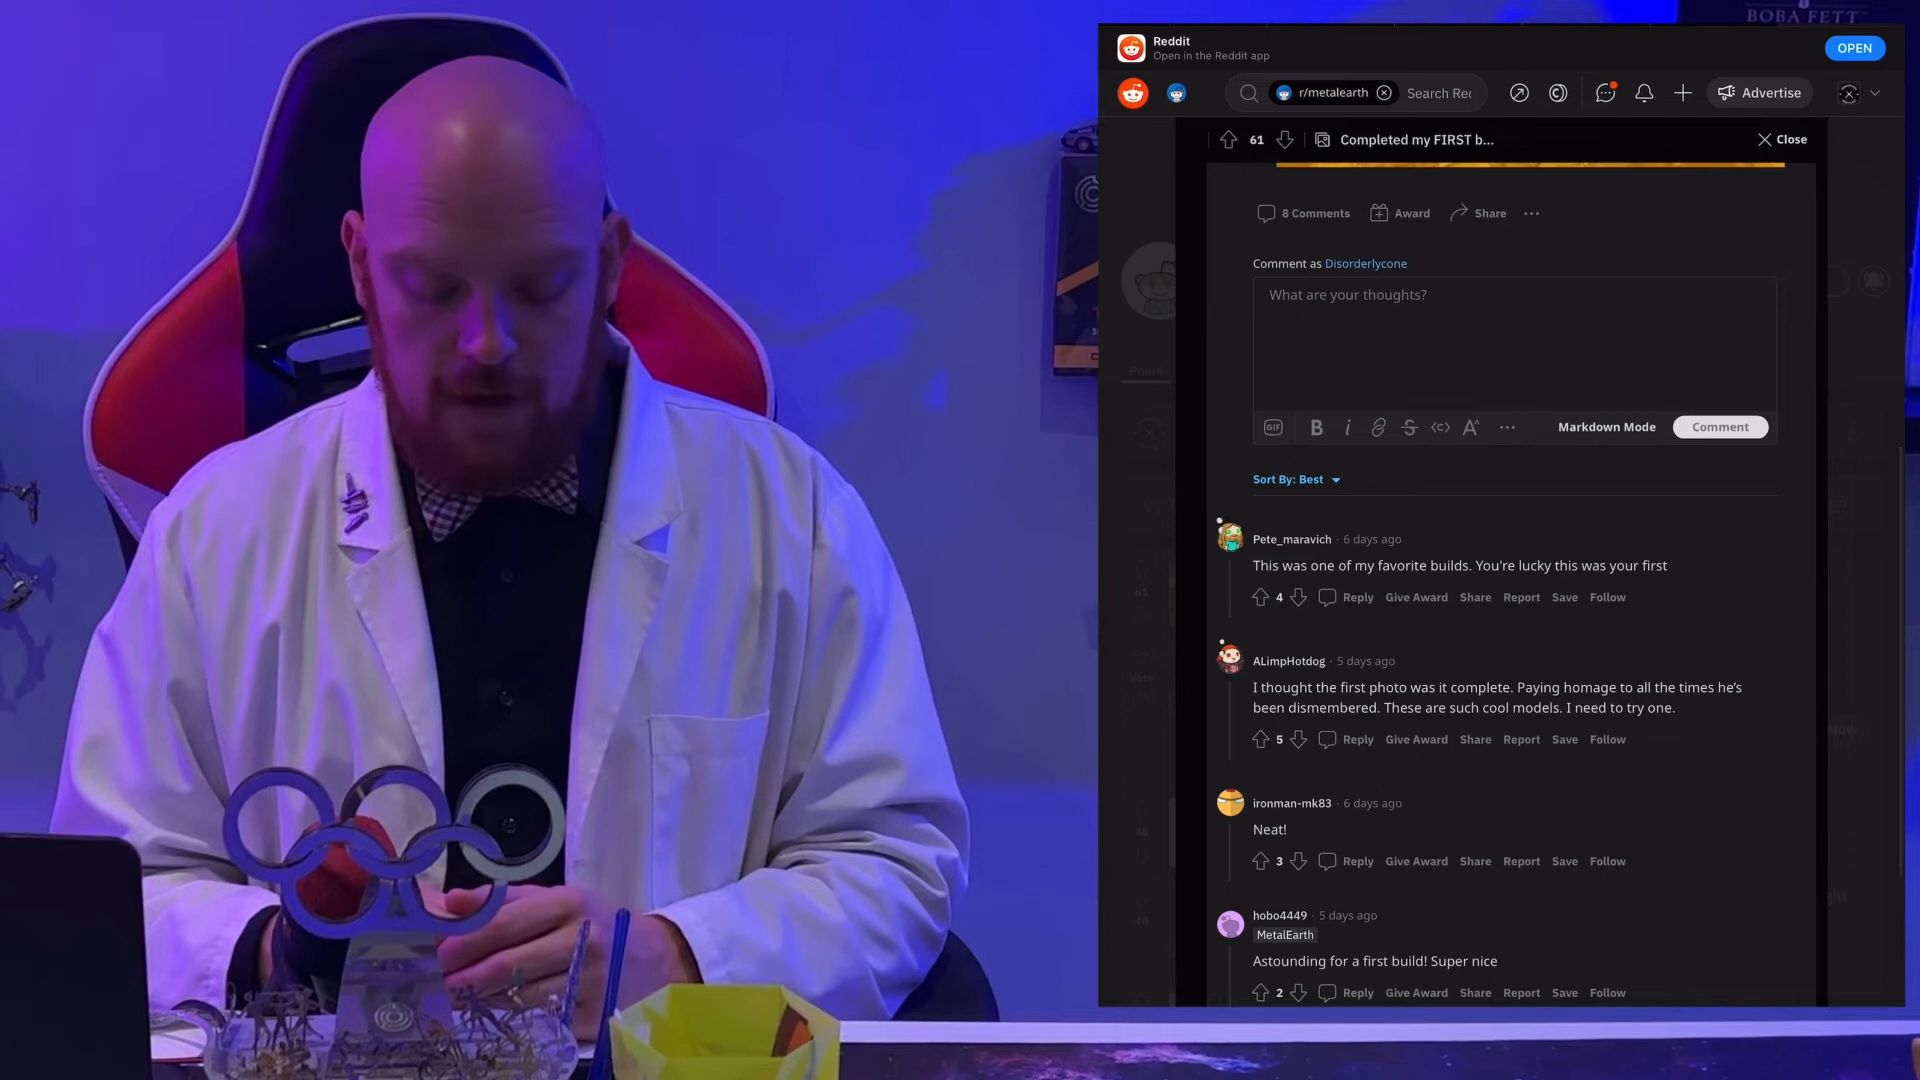 BOBA FETT
Reddit
Open in the Reddit app
OPEN
r/metalearth
Search Rec
Advertise
61
Completed my FIRST b...
Close
8 Comments
Award
Share
Comment as Disorderlycone
What are your thoughts?
GIF
Markdown Mode
Comment
Sort By: Best
Posts
Pete_maravich · 6 days ago
This was one of my favorite builds. You're lucky this was your first
4 Reply Give Award Share Report Save Follow
ALimpHotdog · 5 days ago
I thought the first photo was it complete. Paying homage to all the times he's
been dismembered. These are such cool models. I need to try one.
5 Reply Give Award Share Report Save Follow
Vote
ironman-mk83 · 6 days ago
Neat!
3 Reply Give Award Share Report Save Follow
hobo4449 · 5 days ago
MetalEarth
Astounding for a first build! Super nice
2 Reply Give Award Share Report Save Follow